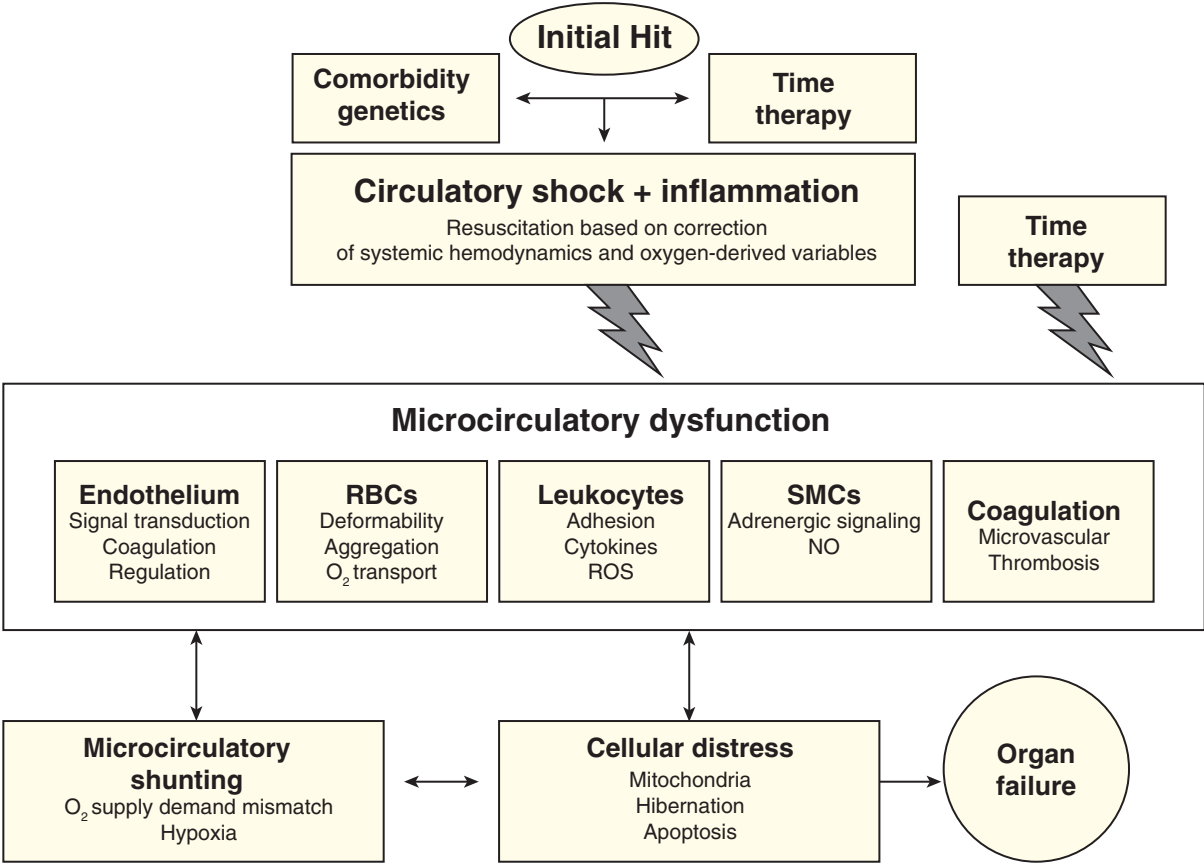 Initial Hit
Comorbidity
genetics
Time
therapy
Circulatory shock + inflammation
Resuscitation based on correction
of systemic hemodynamics and oxygen-derived variables
Time
therapy
Microcirculatory dysfunction
Endothelium
Signal transduction
Coagulation
Regulation
RBCs
Deformability
Aggregation
O₂ transport
Leukocytes
Adhesion
Cytokines
ROS
SMCs
Adrenergic signaling
NO
Coagulation
Microvascular
Thrombosis
Microcirculatory
shunting
O₂ supply demand mismatch
Hypoxia
Cellular distress
Mitochondria
Hibernation
Apoptosis
Organ
failure